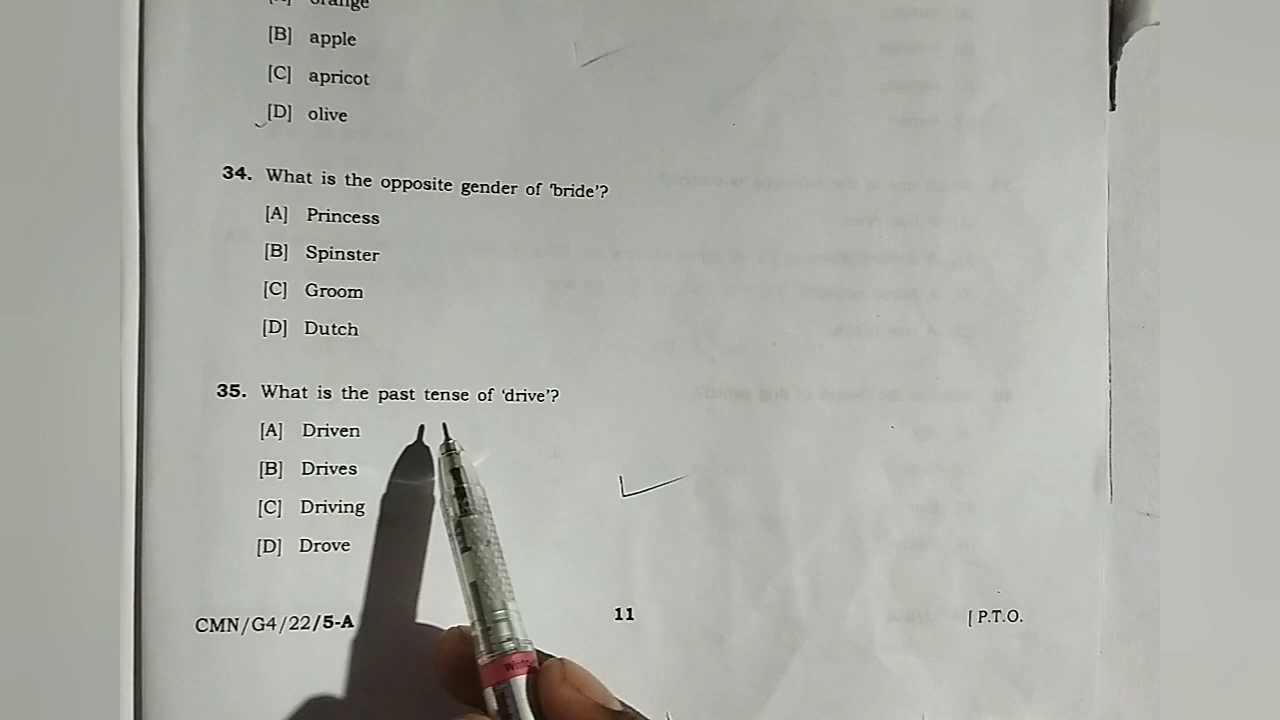 [A] orange
[B] apple
[C] apricot
[D] olive
34. What is the opposite gender of 'bride'?
[A] Princess
[B] Spinster
[C] Groom
[D] Dutch
35. What is the past tense of 'drive'?
[A] Driven
[B] Drives
[C] Driving
[D] Drove
CMN/G4/22/5-A
11
[ P.T.O.